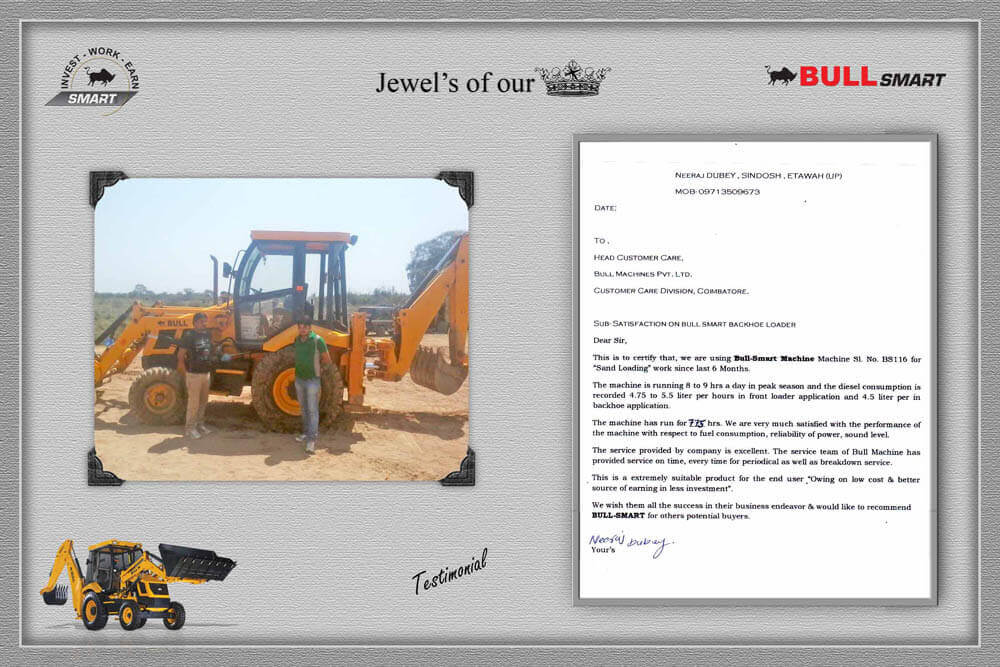 INVEST - WORK - EARN
SMART
Jewel's of our
BULL SMART
BULL
NEERAJ DUBEY , SINDOSH , ETAWAH (UP)
MOB-09713509673
DATE:
TO ,
HEAD CUSTOMER CARE,
BULL MACHINES PVT. LTD.
CUSTOMER CARE DIVISION, COIMBATORE.
SUB-SATISFACTION ON BULL SMART BACKHOE LOADER
Dear Sir,
This is to certify that, we are using Bull-Smart Machine Machine Sl. No. BS116 for
"Sand Loading" work since last 6 Months.
The machine is running 8 to 9 hrs a day in peak season and the diesel consumption is
recorded 4.75 to 5.5 liter per hours in front loader application and 4.5 liter per in
backhoe application.
The machine has run for 775 hrs. We are very much satisfied with the performance of
the machine with respect to fuel consumption, reliability of power, sound level.
The service provided by company is excellent. The service team of Bull Machine has
provided service on time, every time for periodical as well as breakdown service.
This is a extremely suitable product for the end user "Owing on low cost & better
source of earning in less investment".
We wish them all the success in their business endeavor & would like to recommend
BULL-SMART for others potential buyers.
Neeraj Dubey.
Your's
Testimonial